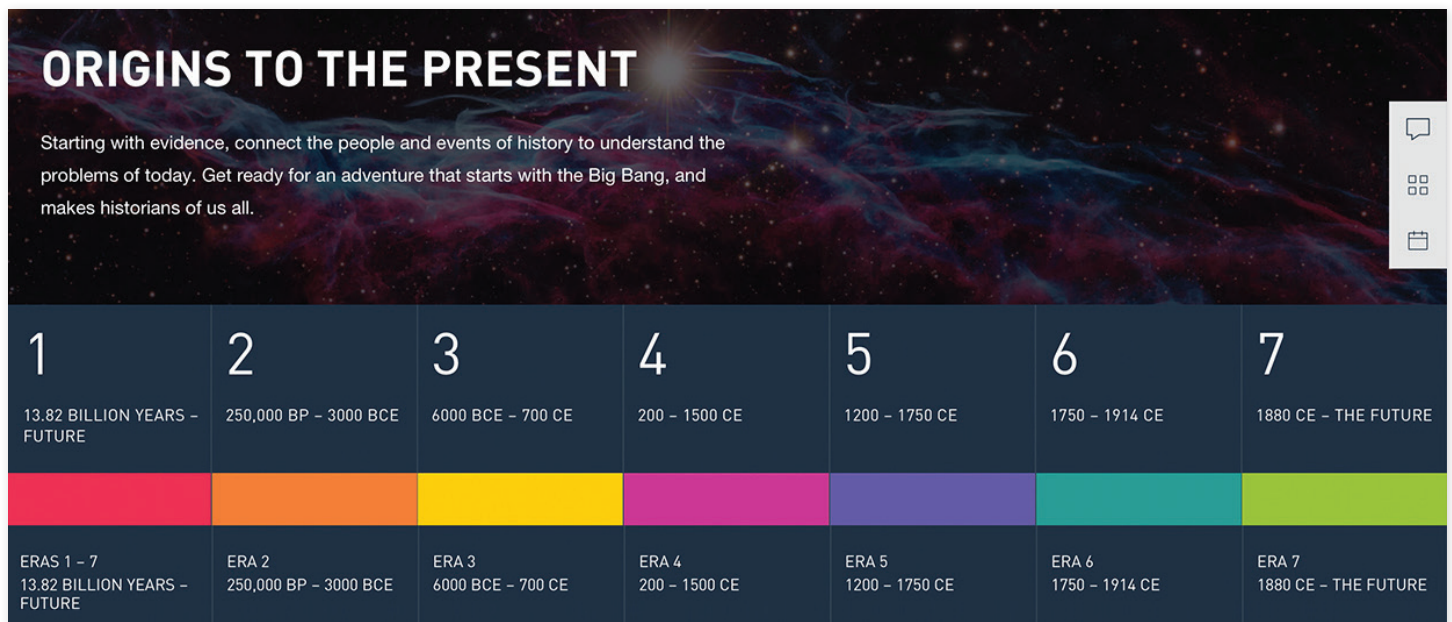 ORIGINS TO THE PRESENT
Starting with evidence, connect the people and events of history to understand the
problems of today. Get ready for an adventure that starts with the Big Bang, and
makes historians of us all.
1
13.82 BILLION YEARS –
FUTURE
2
250,000 BP – 3000 BCE
3
6000 BCE – 700 CE
4
200 – 1500 CE
5
1200 – 1750 CE
6
1750 – 1914 CE
7
1880 CE – THE FUTURE
ERAS 1 – 7
13.82 BILLION YEARS –
FUTURE
ERA 2
250,000 BP – 3000 BCE
ERA 3
6000 BCE – 700 CE
ERA 4
200 – 1500 CE
ERA 5
1200 – 1750 CE
ERA 6
1750 – 1914 CE
ERA 7
1880 CE – THE FUTURE